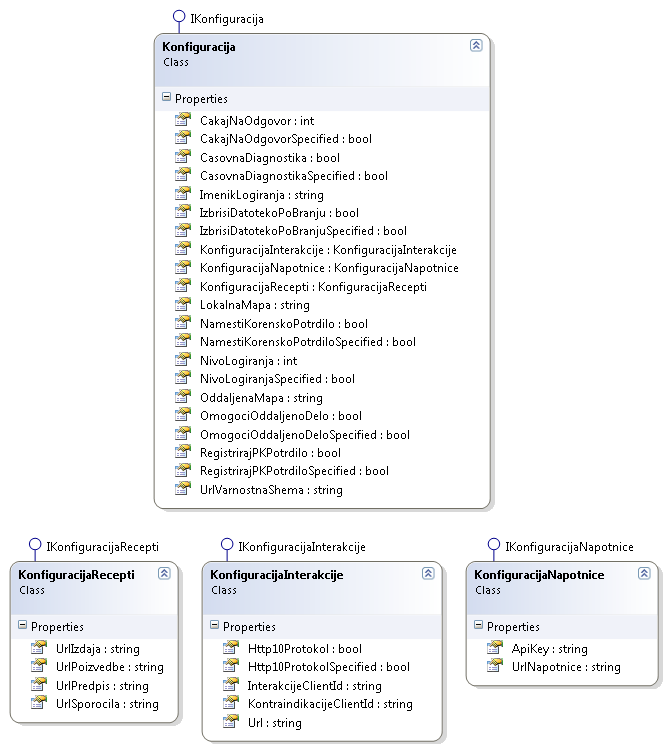 IKonfiguracija
Konfiguracija
Class
Properties
CakajNaOdgovor : int
CakajNaOdgovorSpecified : bool
CasovnaDiagnostika : bool
CasovnaDiagnostikaSpecified : bool
ImenikLogiranja : string
IzbrisiDatotekoPoBranju : bool
IzbrisiDatotekoPoBranjuSpecified : bool
KonfiguracijaInterakcije : KonfiguracijaInterakcije
KonfiguracijaNapotnice : KonfiguracijaNapotnice
KonfiguracijaRecepti : KonfiguracijaRecepti
LokalnaMapa : string
NamestiKorenskoPotrdilo : bool
NamestiKorenskoPotrdiloSpecified : bool
NivoLogiranja : int
NivoLogiranjaSpecified : bool
OddaljenaMapa : string
OmogociOddaljenoDelo : bool
OmogociOddaljenoDeloSpecified : bool
RegistrirajPKPotrdilo : bool
RegistrirajPKPotrdiloSpecified : bool
UrlVarnostnaShema : string
IKonfiguracijaRecepti
KonfiguracijaRecepti
Class
Properties
UrlIzdaja : string
UrlPoizvedbe : string
UrlPredpis : string
UrlSporocila : string
IKonfiguracijaInterakcije
KonfiguracijaInterakcije
Class
Properties
Http10Protokol : bool
Http10ProtokolSpecified : bool
InterakcijeClientId : string
KontraindikacijeClientId : string
Url : string
IKonfiguracijaNapotnice
KonfiguracijaNapotnice
Class
Properties
ApiKey : string
UrlNapotnice : string